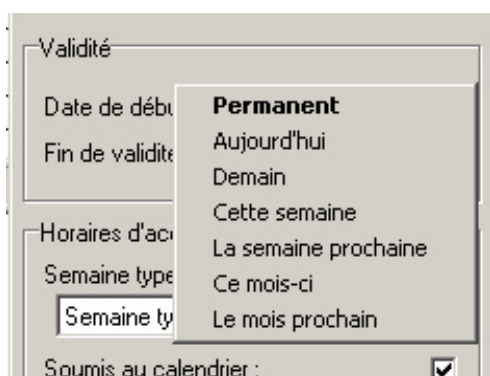 Validité
Date de débu
Permanent
Aujourd'hui
Fin de validité
Demain
Cette semaine
Horaires d'acc
La semaine prochaine
Semaine type
Ce mois-ci
Semaine ty
Le mois prochain
Soumis au calendrier :